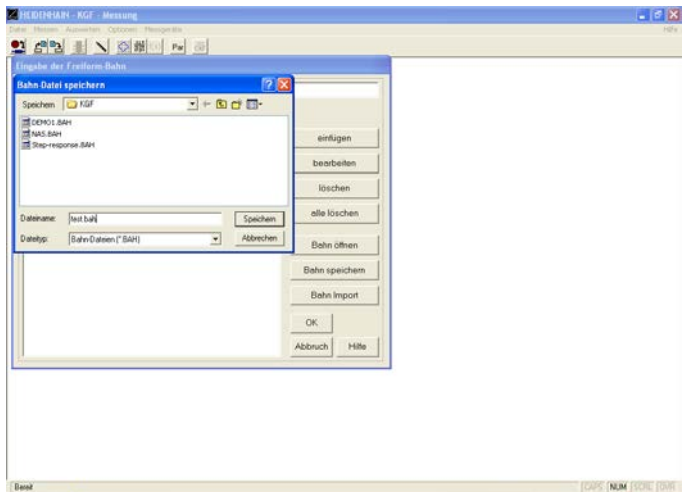 HEIDENHAIN - KGF - Messung
Datei Messen Auswerten Optionen Messgeräte Hilfe
Par
Eingabe der Freiform-Bahn
Bahn-Datei speichern
Speichern KGF
DEMO1.BAH
NAS.BAH
Step-response.BAH
Dateiname: test.bah Speichern
Dateityp: Bahn-Dateien (*.BAH) Abbrechen
einfügen
bearbeiten
löschen
alle löschen
Bahn öffnen
Bahn speichern
Bahn Import
OK
Abbruch Hilfe
Bereit CAPS NUM SCRL OVR